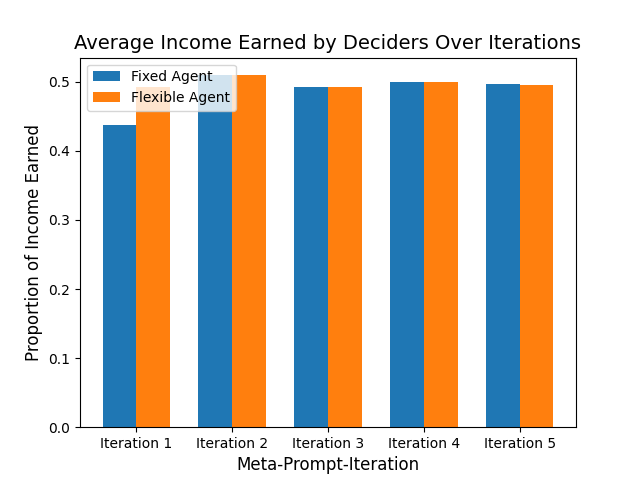 Average Income Earned by Deciders Over Iterations
Fixed Agent
Flexible Agent
Proportion of Income Earned
0.5
0.4
0.3
0.2
0.1
0.0
Iteration 1 Iteration 2 Iteration 3 Iteration 4 Iteration 5
Meta-Prompt-Iteration